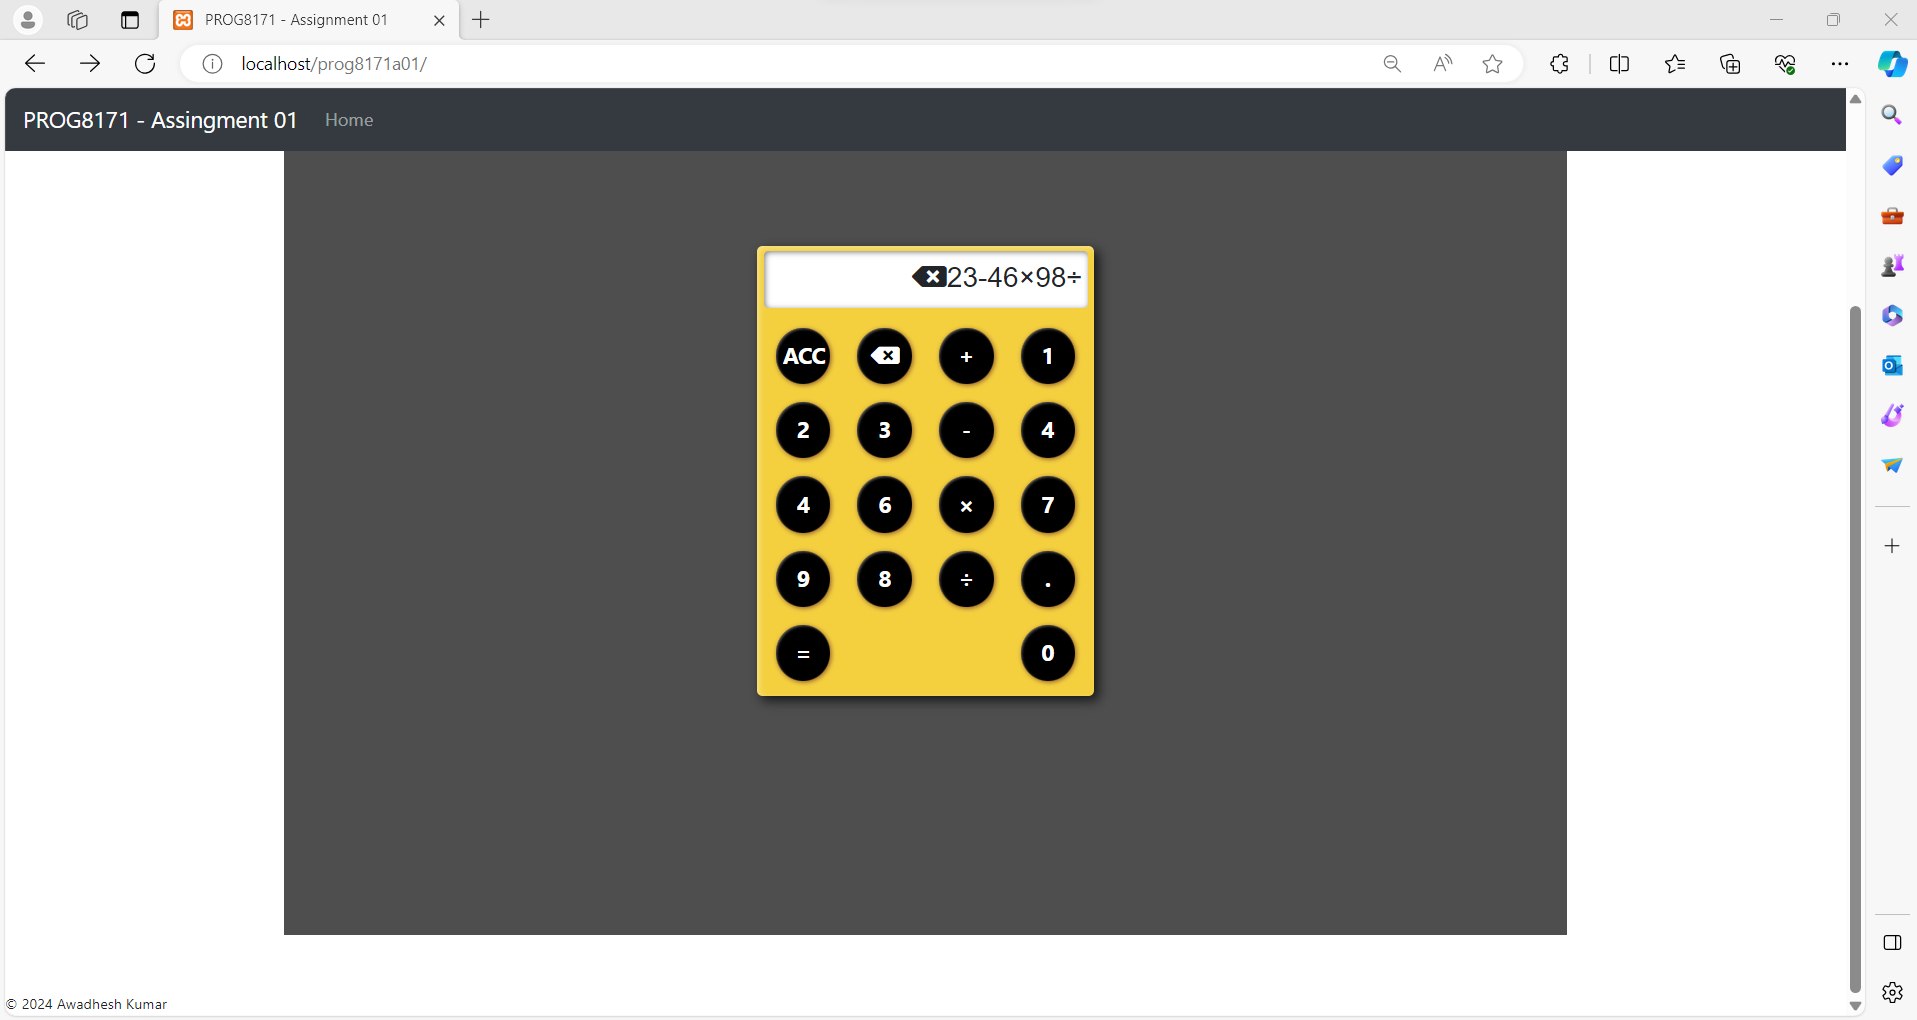 PROG8171 - Assignment 01
localhost/prog8171a01/
PROG8171 - Assingment 01 Home
23-46×98÷
ACC + 1
2 3 - 4
4 6 × 7
9 8 ÷ .
= 0
© 2024 Awadhesh Kumar